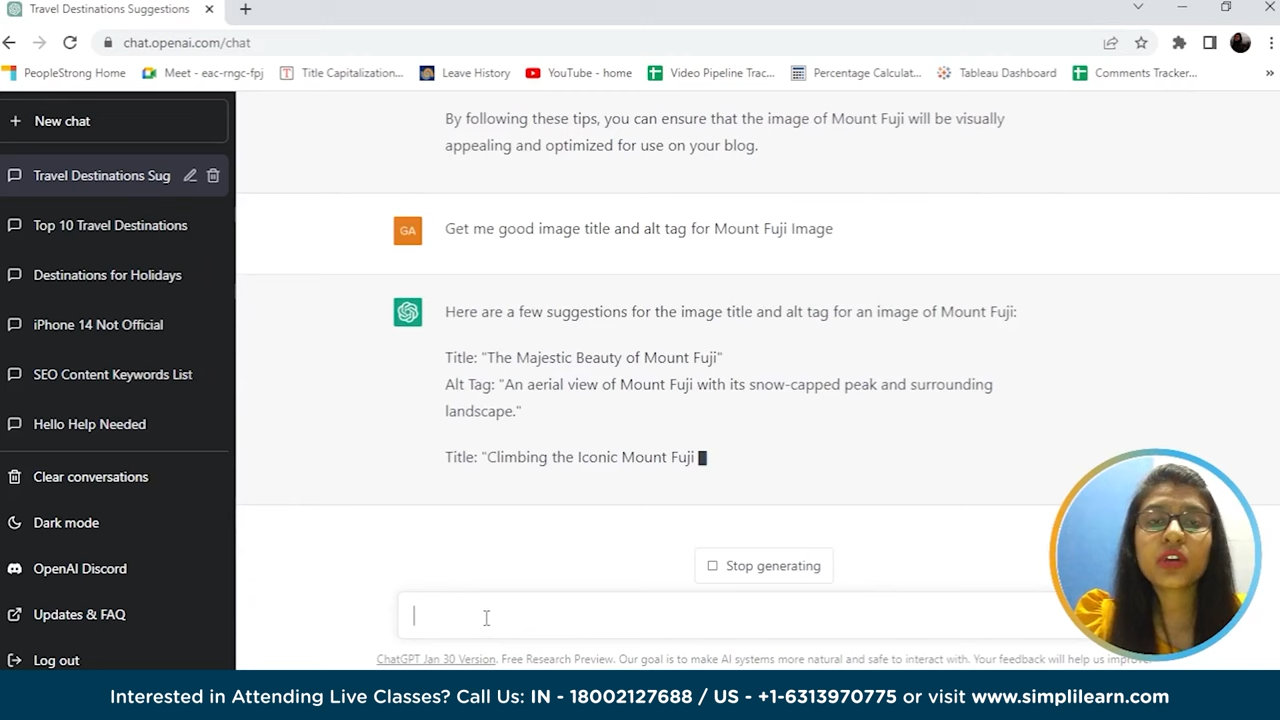 Travel Destinations Suggestions
chat.openai.com/chat
PeopleStrong Home
Meet - eac-rngc-fpj
Title Capitalization...
Leave History
YouTube - home
Video Pipeline Trac...
Percentage Calculat...
Tableau Dashboard
Comments Tracker...
New chat
Travel Destinations Sug
Top 10 Travel Destinations
Destinations for Holidays
iPhone 14 Not Official
SEO Content Keywords List
Hello Help Needed
Clear conversations
Dark mode
OpenAI Discord
Updates & FAQ
Log out
By following these tips, you can ensure that the image of Mount Fuji will be visually
appealing and optimized for use on your blog.
GA
Get me good image title and alt tag for Mount Fuji Image
Here are a few suggestions for the image title and alt tag for an image of Mount Fuji:
Title: "The Majestic Beauty of Mount Fuji"
Alt Tag: "An aerial view of Mount Fuji with its snow-capped peak and surrounding
landscape."
Title: "Climbing the Iconic Mount Fuji
Stop generating
ChatGPT Jan 30 Version. Free Research Preview. Our goal is to make AI systems more natural and safe to interact with. Your feedback will help us
Interested in Attending Live Classes? Call Us: IN - 18002127688 / US - +1-6313970775 or visit www.simplilearn.com